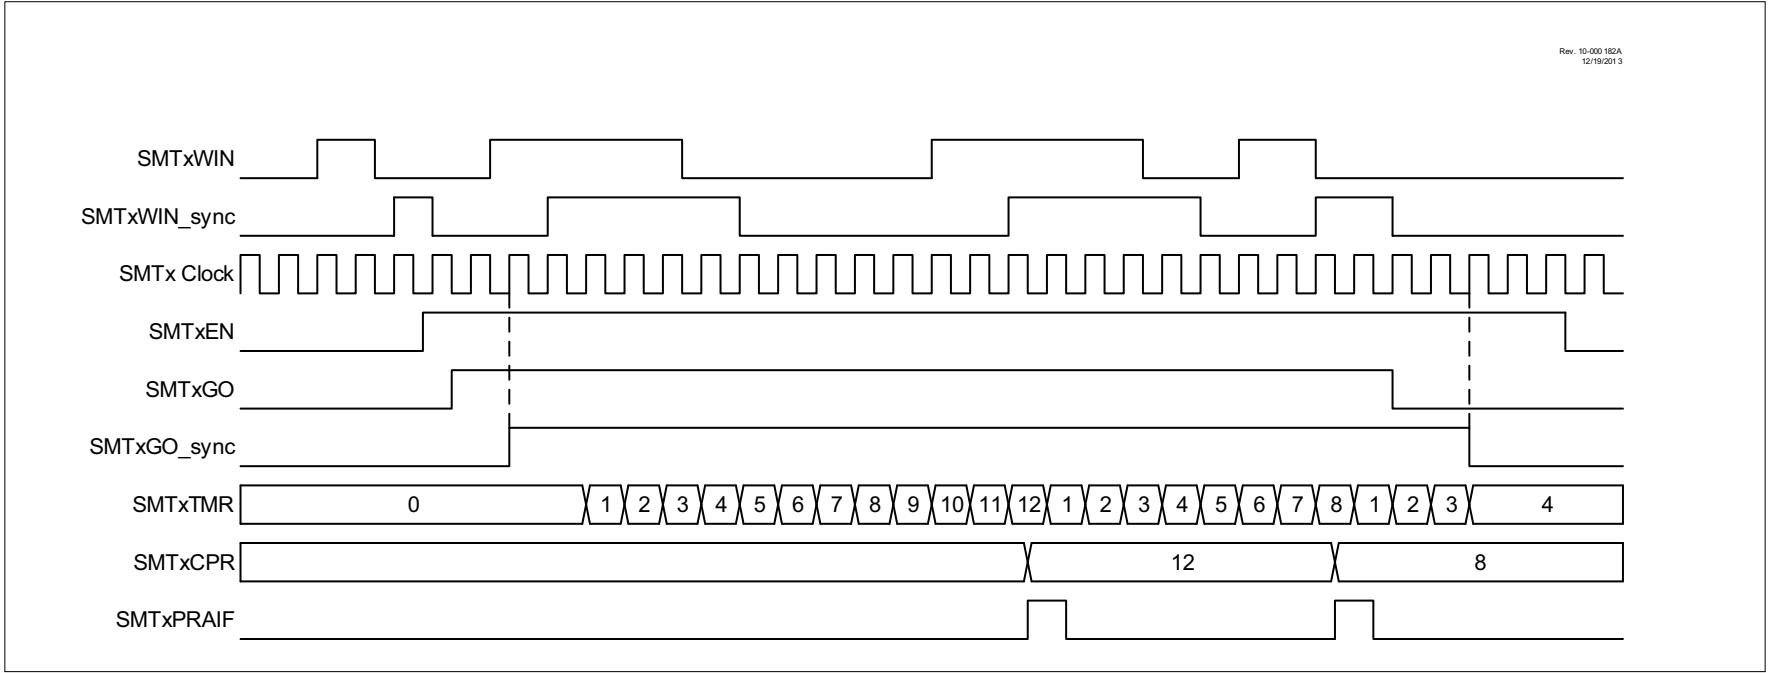 Rev. 10-000 182A
12/19/201 3
SMTxWIN
SMTxWIN_sync
SMTx Clock
SMTxEN
SMTxGO
SMTxGO_sync
SMTxTMR 0 1 2 3 4 5 6 7 8 9 10 11 12 1 2 3 4 5 6 7 8 1 2 3 4
SMTxCPR 12 8
SMTxPRAIF